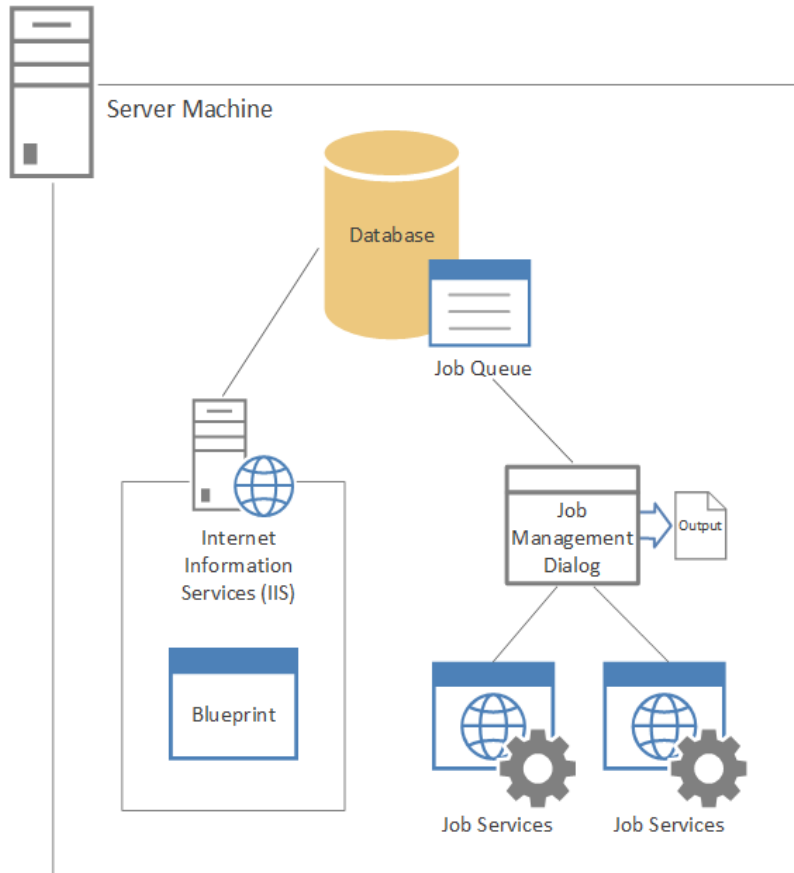 Server Machine
Database
Job Queue
Internet
Information
Services (IIS)
Blueprint
Job
Management
Dialog
Output
Job Services
Job Services